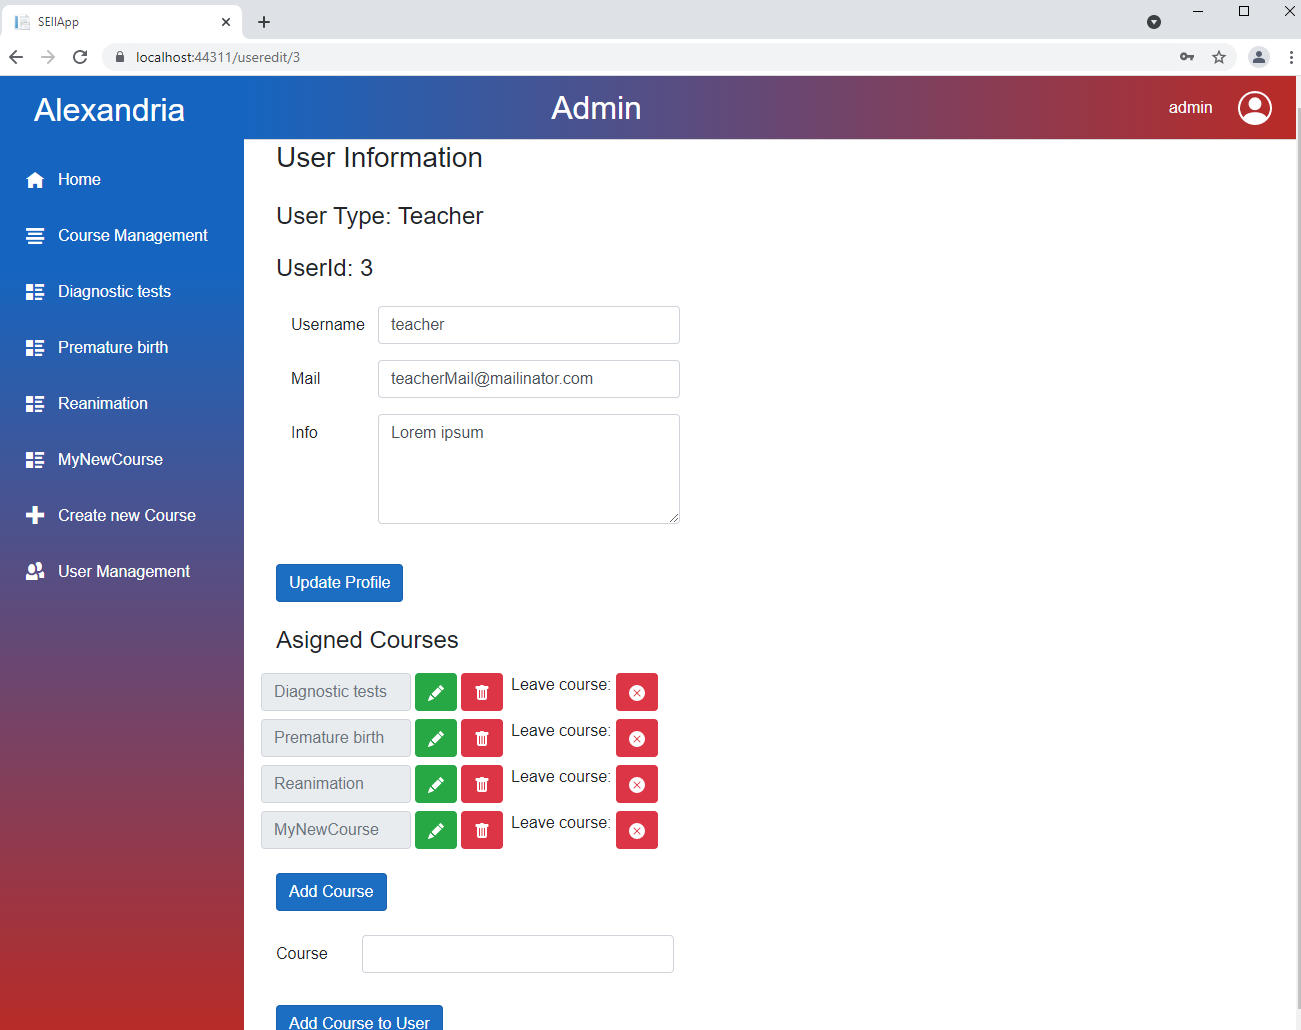 SEIIApp
localhost:44311/useredit/3
Alexandria
Admin
admin
Home
Course Management
Diagnostic tests
Premature birth
Reanimation
MyNewCourse
Create new Course
User Management
User Information
User Type: Teacher
UserId: 3
Username teacher
Mail teacherMail@mailinator.com
Info Lorem ipsum
Update Profile
Asigned Courses
Diagnostic tests Leave course:
Premature birth Leave course:
Reanimation Leave course:
MyNewCourse Leave course:
Add Course
Course
Add Course to User